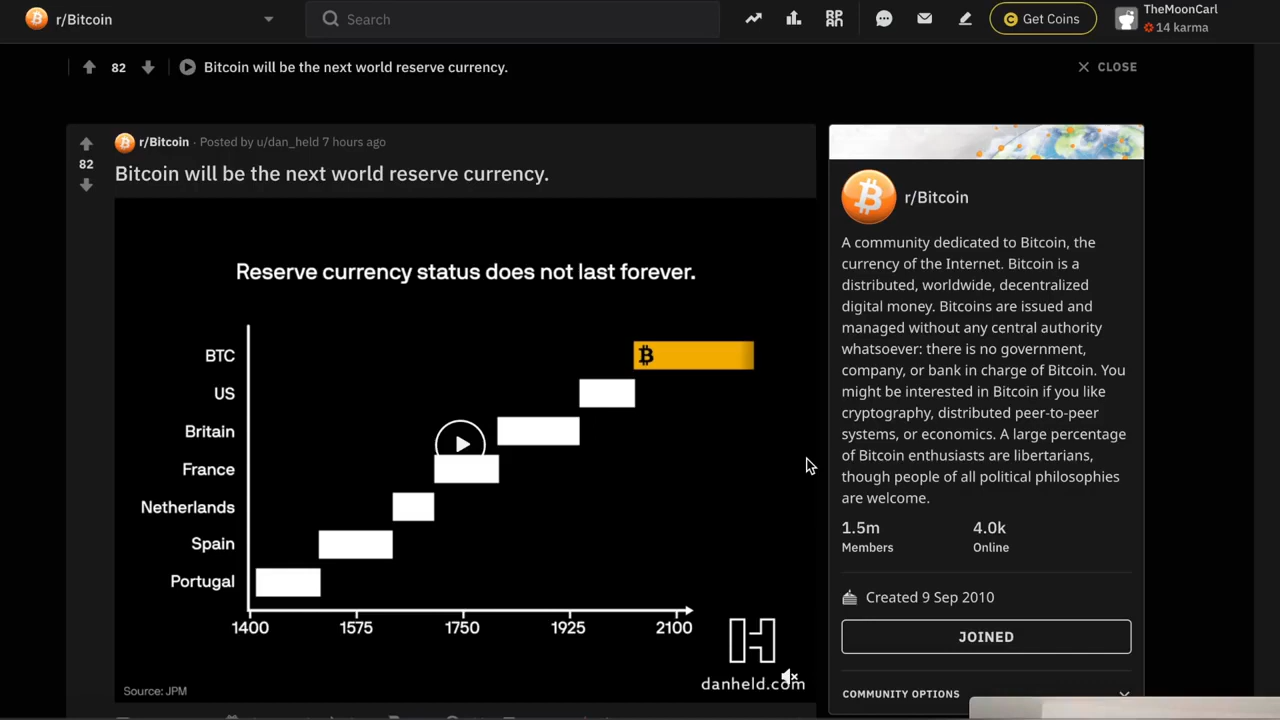 r/Bitcoin
Search
RP
AN
Get Coins
TheMoonCarl
14 karma
82
Bitcoin will be the next world reserve currency.
CLOSE
r/Bitcoin · Posted by u/dan_held 7 hours ago
82
Bitcoin will be the next world reserve currency.
Reserve currency status does not last forever.
BTC
US
Britain
France
Netherlands
Spain
Portugal
1400 1575 1750 1925 2100
Source: JPM
danheld.com
r/Bitcoin
A community dedicated to Bitcoin, the
currency of the Internet. Bitcoin is a
distributed, worldwide, decentralized
digital money. Bitcoins are issued and
managed without any central authority
whatsoever: there is no government,
company, or bank in charge of Bitcoin. You
might be interested in Bitcoin if you like
cryptography, distributed peer-to-peer
systems, or economics. A large percentage
of Bitcoin enthusiasts are libertarians,
though people of all political philosophies
are welcome.
1.5m 4.0k
Members Online
Created 9 Sep 2010
JOINED
COMMUNITY OPTIONS